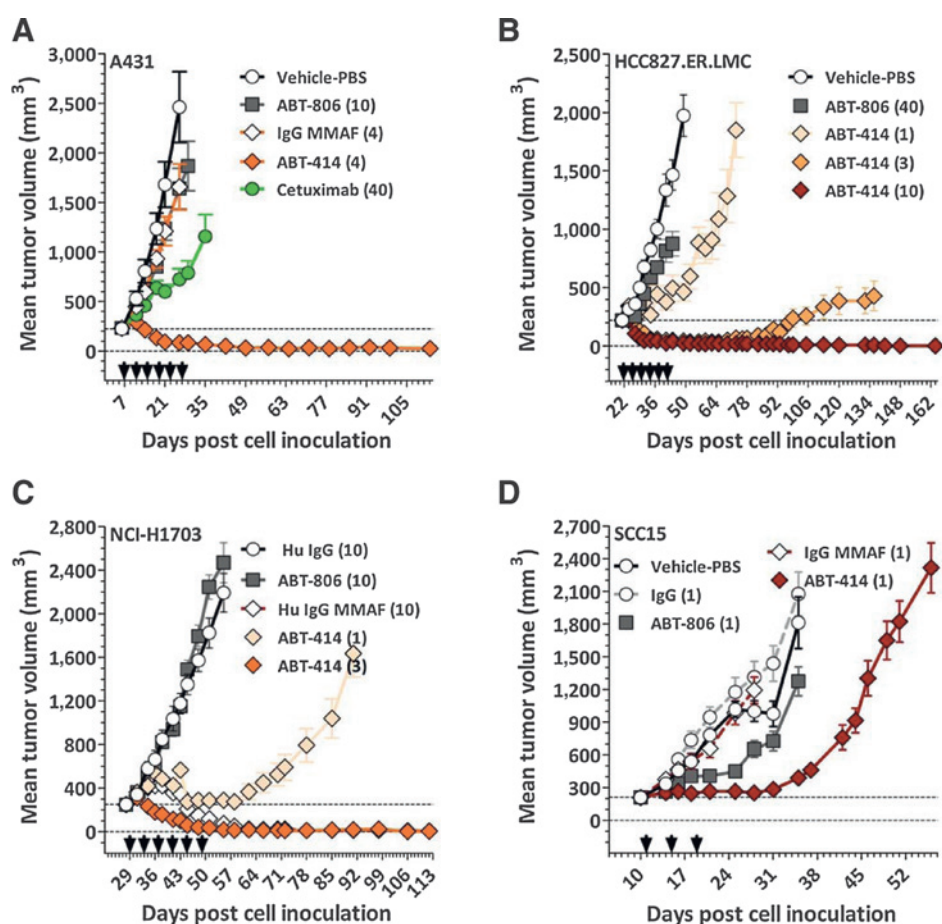 A
A431
Mean tumor volume (mm³)
3,000
2,500
2,000
1,500
1,000
500
0
Vehicle-PBS
ABT-806 (10)
IgG MMAF (4)
ABT-414 (4)
Cetuximab (40)
7 21 35 49 63 77 91 105
Days post cell inoculation
B
HCC827.ER.LMC
Mean tumor volume (mm³)
2,500
2,000
1,500
1,000
500
0
Vehicle-PBS
ABT-806 (40)
ABT-414 (1)
ABT-414 (3)
ABT-414 (10)
22 36 50 64 78 92 106 120 134 148 162
Days post cell inoculation
C
NCI-H1703
Mean tumor volume (mm³)
2,800
2,400
2,000
1,600
1,200
800
400
0
Hu IgG (10)
ABT-806 (10)
Hu IgG MMAF (10)
ABT-414 (1)
ABT-414 (3)
29 36 43 50 57 64 71 78 85 92 99 106 113
Days post cell inoculation
D
SCC15
Mean tumor volume (mm³)
2,700
2,400
2,100
1,800
1,500
1,200
900
600
300
0
Vehicle-PBS
IgG (1)
ABT-806 (1)
IgG MMAF (1)
ABT-414 (1)
10 17 24 31 38 45 52
Days post cell inoculation